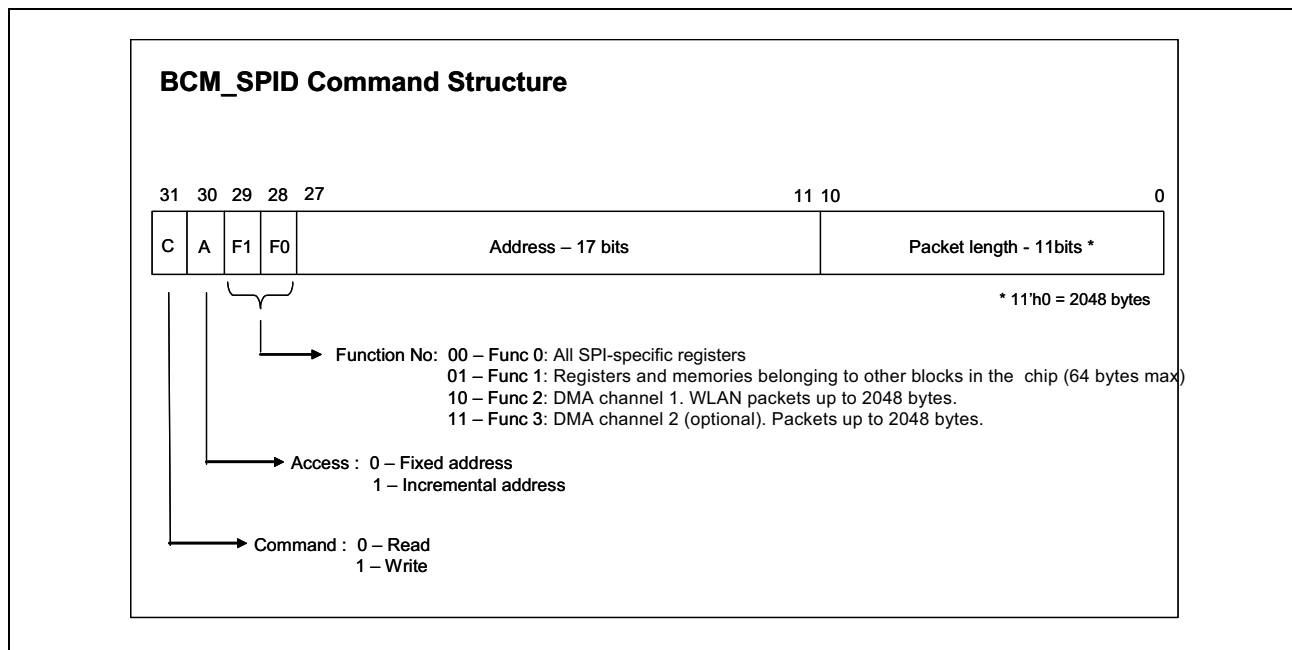 BCM_SPID Command Structure
31 30 29 28 27 11 10 0
C A F1 F0 Address – 17 bits Packet length - 11bits *
* 11'h0 = 2048 bytes
Function No: 00 – Func 0: All SPI-specific registers
01 – Func 1: Registers and memories belonging to other blocks in the chip (64 bytes max)
10 – Func 2: DMA channel 1. WLAN packets up to 2048 bytes.
11 – Func 3: DMA channel 2 (optional). Packets up to 2048 bytes.
Access : 0 – Fixed address
1 – Incremental address
Command : 0 – Read
1 – Write